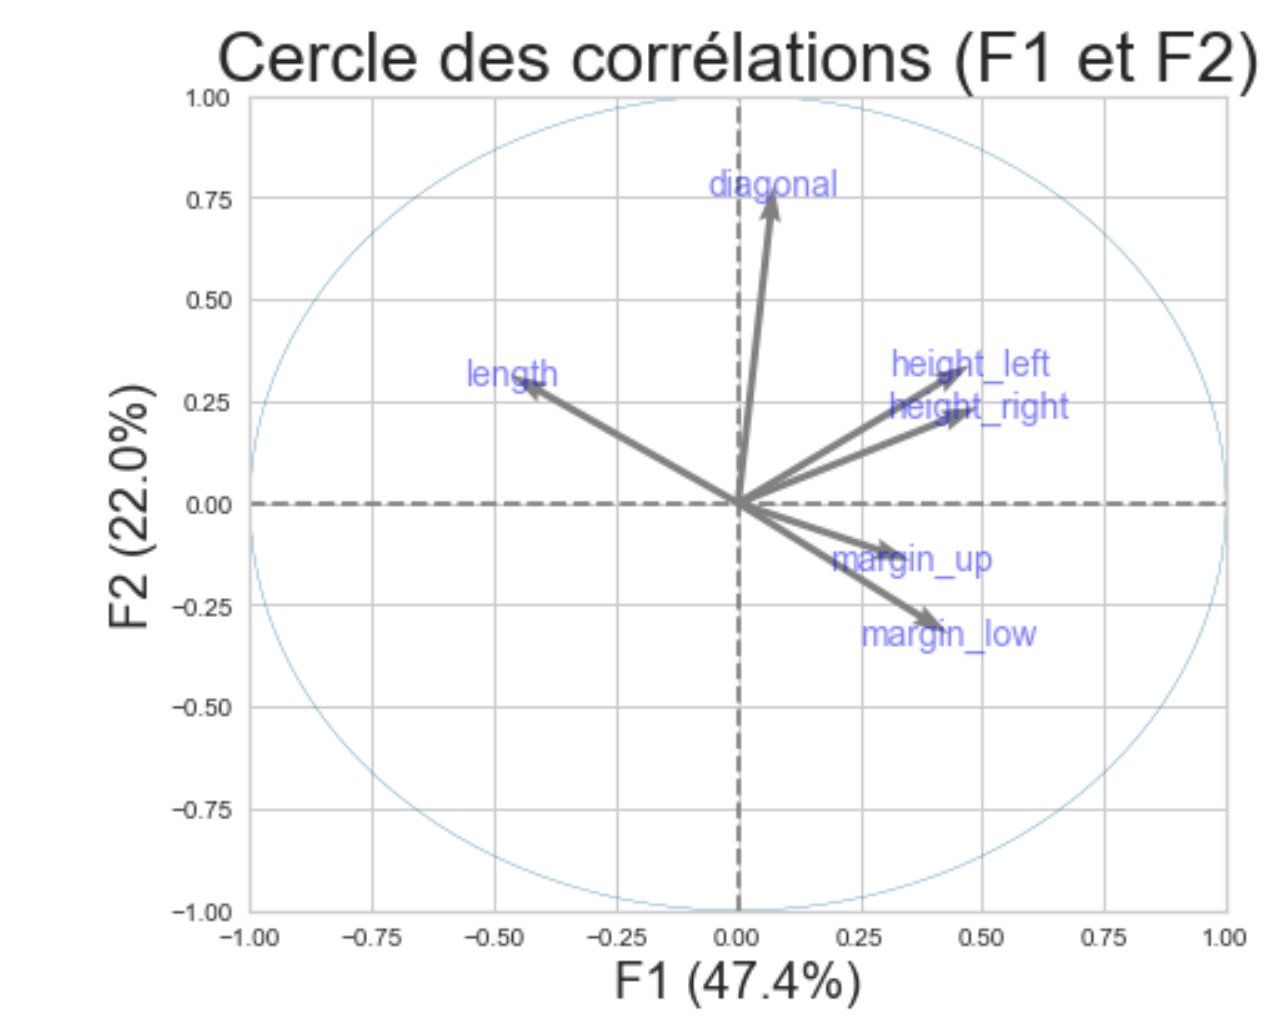 Cercle des corrélations (F1 et F2)
1.00
0.75
0.50
0.25
0.00
−0.25
−0.50
−0.75
−1.00
F2 (22.0%)
diagonal
length
height_left
height_right
margin_up
margin_low
−1.00 −0.75 −0.50 −0.25 0.00 0.25 0.50 0.75 1.00
F1 (47.4%)